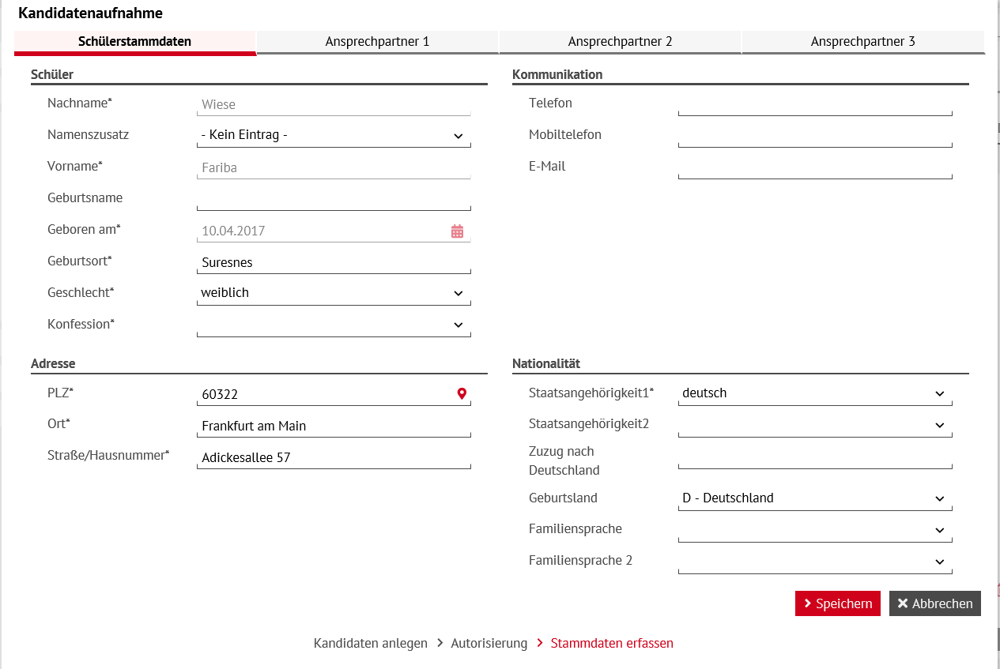 Kandidatenaufnahme
Schülerstammdaten
Ansprechpartner 1
Ansprechpartner 2
Ansprechpartner 3
Schüler
Nachname* Wiese
Namenszusatz - Kein Eintrag -
Vorname* Fariba
Geburtsname
Geboren am* 10.04.2017
Geburtsort* Suresnes
Geschlecht* weiblich
Konfession*
Kommunikation
Telefon
Mobiltelefon
E-Mail
Adresse
PLZ* 60322
Ort* Frankfurt am Main
Straße/Hausnummer* Adickesallee 57
Nationalität
Staatsangehörigkeit1* deutsch
Staatsangehörigkeit2
Zuzug nach
Deutschland
Geburtsland D - Deutschland
Familiensprache
Familiensprache 2
Speichern
Abbrechen
Kandidaten anlegen > Autorisierung > Stammdaten erfassen